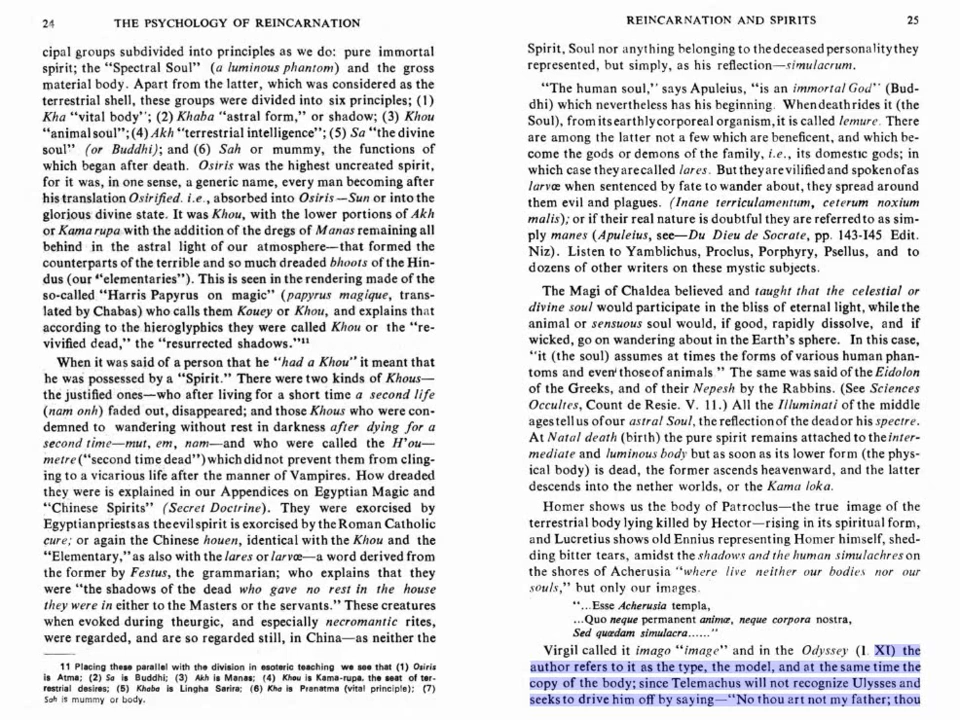 24 THE PSYCHOLOGY OF REINCARNATION
cipal groups subdivided into principles as we do: pure immortal
spirit; the “Spectral Soul” (a luminous phantom) and the gross
material body. Apart from the latter, which was considered as the
terrestrial shell, these groups were divided into six principles; (1)
Kha “vital body”; (2) Khaba “astral form,” or shadow; (3) Khou
“animal soul”; (4) Akh “terrestrial intelligence”; (5) Sa “the divine
soul” (or Buddhi); and (6) Sah or mummy, the functions of
which began after death. Osiris was the highest uncreated spirit,
for it was, in one sense, a generic name, every man becoming after
his translation Osirified. i.e., absorbed into Osiris—Sun or into the
glorious divine state. It was Khou, with the lower portions of Akh
or Kama rupa with the addition of the dregs of Manas remaining all
behind in the astral light of our atmosphere—that formed the
counterparts of the terrible and so much dreaded bhoots of the Hin-
dus (our “elementaries”). This is seen in the rendering made of the
so-called “Harris Papyrus on magic” (papyrus magique, trans-
lated by Chabas) who calls them Kouey or Khou, and explains that
according to the hieroglyphics they were called Khou or the “re-
vivified dead,” the “resurrected shadows.”11
When it was said of a person that he “had a Khou” it meant that
he was possessed by a “Spirit.” There were two kinds of Khous—
the justified ones—who after living for a short time a second life
(nam onh) faded out, disappeared; and those Khous who were con-
demned to wandering without rest in darkness after dying for a
second time—mut, em, nam—and who were called the H’ou—
metre (“second time dead”) which did not prevent them from cling-
ing to a vicarious life after the manner of Vampires. How dreaded
they were is explained in our Appendices on Egyptian Magic and
“Chinese Spirits” (Secret Doctrine). They were exorcised by
Egyptian priests as the evil spirit is exorcised by the Roman Catholic
cure; or again the Chinese houen, identical with the Khou and the
“Elementary,” as also with the lares or larvæ—a word derived from
the former by Festus, the grammarian; who explains that they
were “the shadows of the dead who gave no rest in the house
they were in either to the Masters or the servants.” These creatures
when evoked during theurgic, and especially necromantic rites,
were regarded, and are so regarded still, in China—as neither the
11 Placing these parallel with the division in esoteric teaching we see that (1) Osiris
is Atma; (2) Sa is Buddhi; (3) Akh is Manas; (4) Khou is Kama-rupa, the seat of ter-
restrial desires; (5) Khaba is Lingha Sarira; (6) Kha is Pranatma (vital principle); (7)
Sah is mummy or body.
REINCARNATION AND SPIRITS 25
Spirit, Soul nor anything belonging to the deceased personality they
represented, but simply, as his reflection—simulacrum.
“The human soul,” says Apuleius, “is an immortal God” (Bud-
dhi) which nevertheless has his beginning. When death rides it (the
Soul), from its earthly corporeal organism, it is called lemure. There
are among the latter not a few which are beneficent, and which be-
come the gods or demons of the family, i.e., its domestic gods; in
which case they are called lares. But they are vilified and spoken of as
larvæ when sentenced by fate to wander about, they spread around
them evil and plagues. (Inane terriculamentum, ceterum noxium
malis); or if their real nature is doubtful they are referred to as sim-
ply manes (Apuleius, see—Du Dieu de Socrate, pp. 143-145 Edit.
Niz). Listen to Yamblichus, Proclus, Porphyry, Psellus, and to
dozens of other writers on these mystic subjects.
The Magi of Chaldea believed and taught that the celestial or
divine soul would participate in the bliss of eternal light, while the
animal or sensuous soul would, if good, rapidly dissolve, and if
wicked, go on wandering about in the Earth’s sphere. In this case,
“it (the soul) assumes at times the forms of various human phan-
toms and even those of animals.” The same was said of the Eidolon
of the Greeks, and of their Nepesh by the Rabbins. (See Sciences
Occultes, Count de Resie. V. 11.) All the Illuminati of the middle
ages tell us of our astral Soul, the reflection of the dead or his spectre.
At Natal death (birth) the pure spirit remains attached to the inter-
mediate and luminous body but as soon as its lower form (the phys-
ical body) is dead, the former ascends heavenward, and the latter
descends into the nether worlds, or the Kama loka.
Homer shows us the body of Patroclus—the true image of the
terrestrial body lying killed by Hector—rising in its spiritual form,
and Lucretius shows old Ennius representing Homer himself, shed-
ding bitter tears, amidst the shadows and the human simulachres on
the shores of Acherusia “where live neither our bodies nor our
souls,” but only our images.
“...Esse Acherusia templa,
...Quo neque permanent animæ, neque corpora nostra,
Sed quædam simulacra......”
Virgil called it imago “image” and in the Odyssey (1. XI) the
author refers to it as the type, the model, and at the same time the
copy of the body; since Telemachus will not recognize Ulysses and
seeks to drive him off by saying—“No thou art not my father; thou